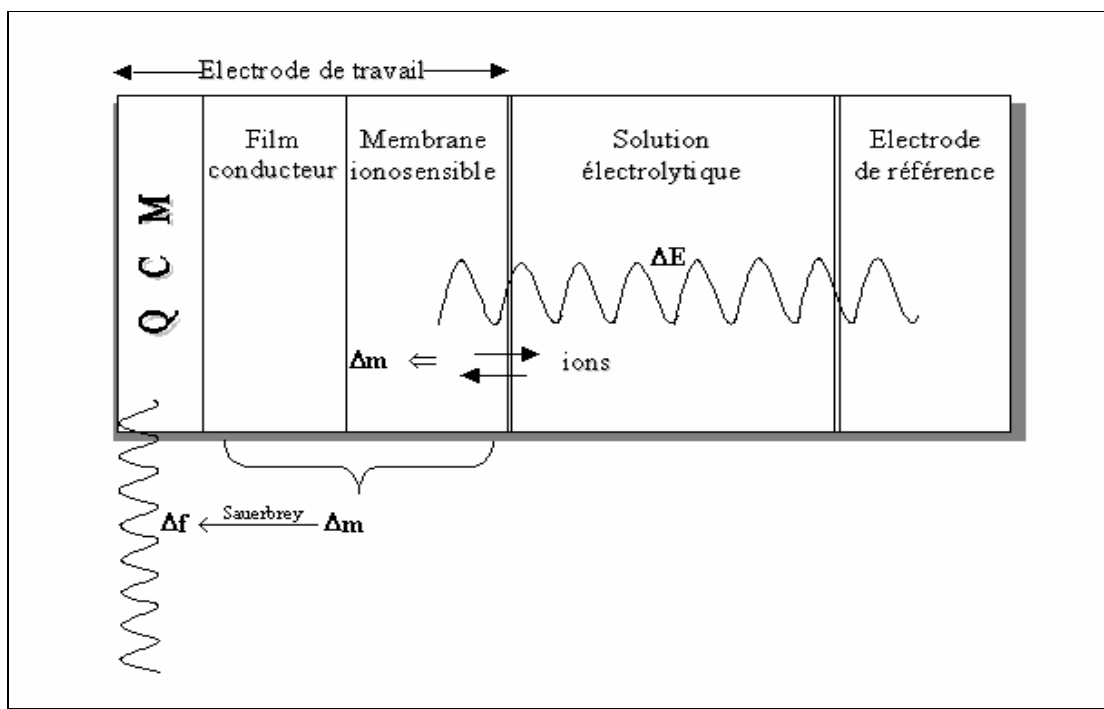 Electrode de travail
Film
conducteur
Membrane
ionosensible
Solution
électrolytique
Electrode
de référence
Q C M
ΔE
Δm ⇐
ions
Δf
Sauerbrey
Δm